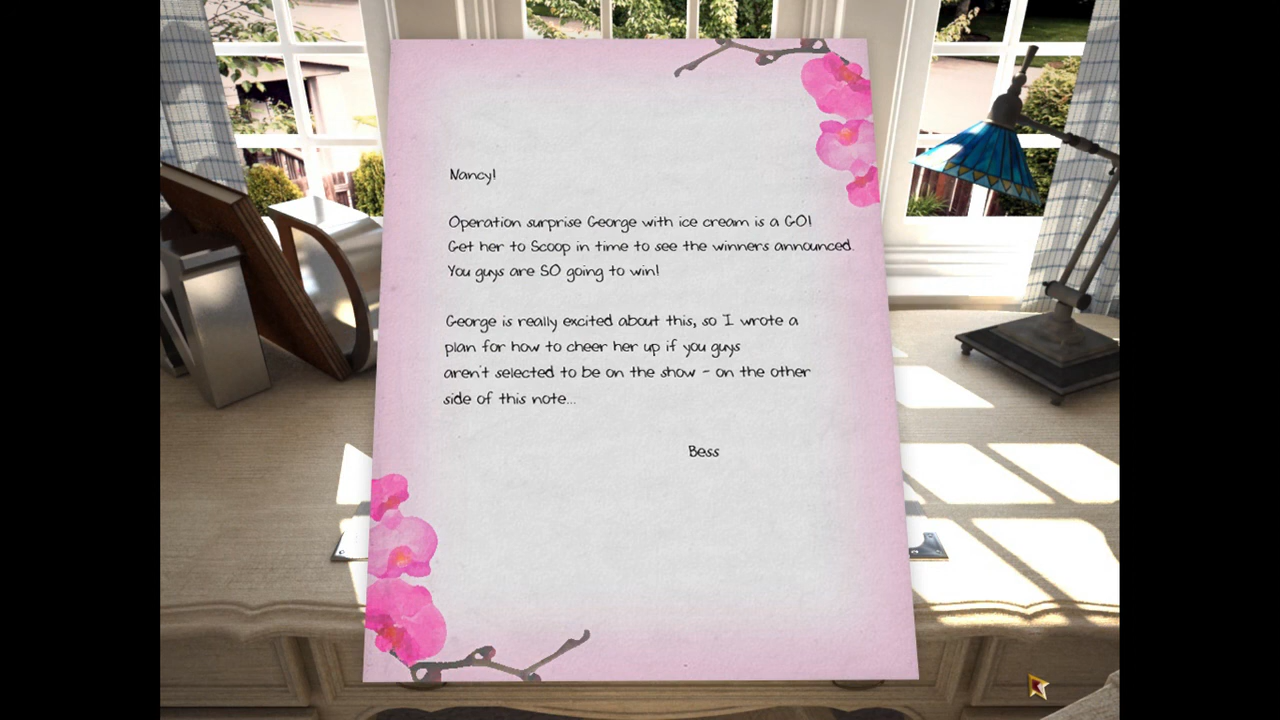 Nancy!
Operation surprise George with ice cream is a GO!
Get her to Scoop in time to see the winners announced.
You guys are SO going to win!
George is really excited about this, so I wrote a
plan for how to cheer her up if you guys
aren't selected to be on the show - on the other
side of this note...
Bess